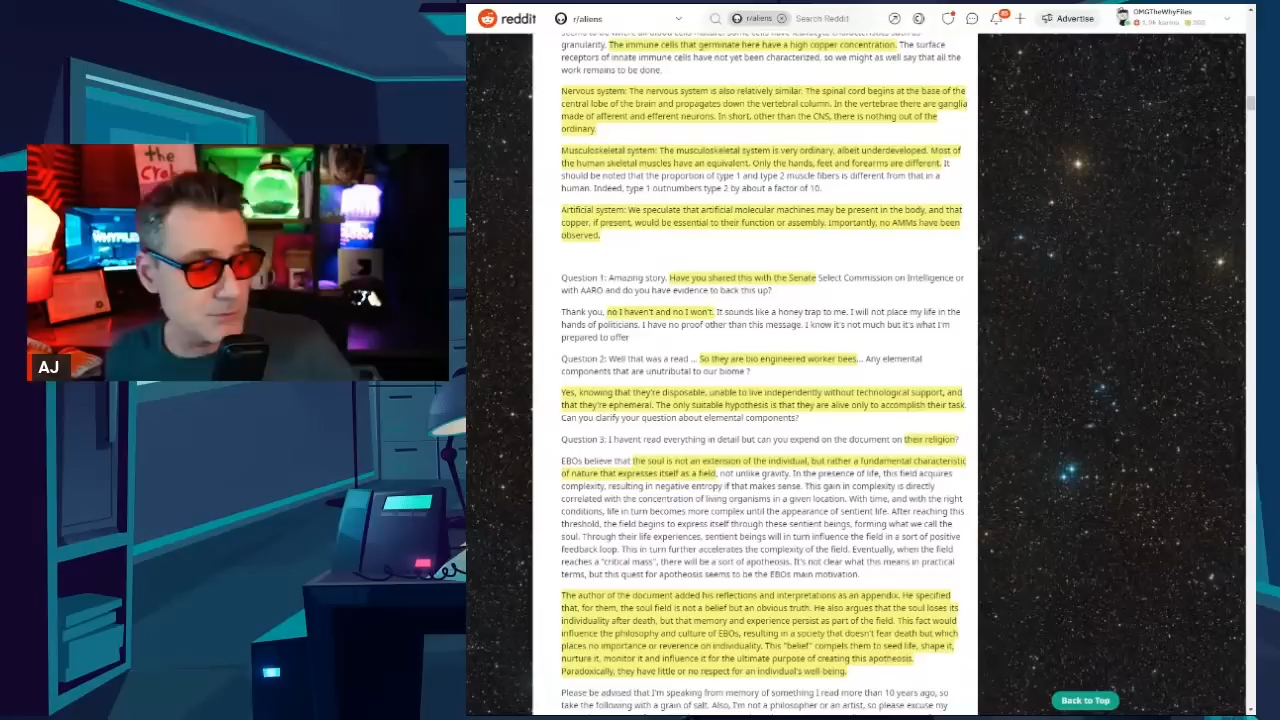 reddit
r/aliens
r/aliens
Search Reddit
Advertise
OMGTheWhyFiles
granularity. The immune cells that germinate here have a high copper concentration. The surface
receptors of innate immune cells have not yet been characterized, so we might as well say that all the
work remains to be done.
Nervous system: The nervous system is also relatively similar. The spinal cord begins at the base of the
central lobe of the brain and propagates down the vertebral column. In the vertebrae there are ganglia
made of afferent and efferent neurons. In short, other than the CNS, there is nothing out of the
ordinary.
Musculoskeletal system: The musculoskeletal system is very ordinary, albeit underdeveloped. Most of
the human skeletal muscles have an equivalent. Only the hands, feet and forearms are different. It
should be noted that the proportion of type 1 and type 2 muscle fibers is different from that in a
human. Indeed, type 1 outnumbers type 2 by about a factor of 10.
Artificial system: We speculate that artificial molecular machines may be present in the body, and that
copper, if present, would be essential to their function or assembly. Importantly, no AMMs have been
observed.
Question 1: Amazing story. Have you shared this with the Senate Select Commission on Intelligence or
with AARO and do you have evidence to back this up?
Thank you, no I haven't and no I won't. It sounds like a honey trap to me. I will not place my life in the
hands of politicians. I have no proof other than this message. I know it's not much but it's what I'm
prepared to offer
Question 2: Well that was a read ... So they are bio engineered worker bees... Any elemental
components that are unutributal to our biome ?
Yes, knowing that they're disposable, unable to live independently without technological support, and
that they're ephemeral. The only suitable hypothesis is that they are alive only to accomplish their task.
Can you clarify your question about elemental components?
Question 3: I havent read everything in detail but can you expend on the document on their religion?
EBOs believe that the soul is not an extension of the individual, but rather a fundamental characteristic
of nature that expresses itself as a field, not unlike gravity. In the presence of life, this field acquires
complexity, resulting in negative entropy if that makes sense. This gain in complexity is directly
correlated with the concentration of living organisms in a given location. With time, and with the right
conditions, life in turn becomes more complex until the appearance of sentient life. After reaching this
threshold, the field begins to express itself through these sentient beings, forming what we call the
soul. Through their life experiences, sentient beings will in turn influence the field in a sort of positive
feedback loop. This in turn further accelerates the complexity of the field. Eventually, when the field
reaches a "critical mass", there will be a sort of apotheosis. It's not clear what this means in practical
terms, but this quest for apotheosis seems to be the EBOs main motivation.
The author of the document added his reflections and interpretations as an appendix. He specified
that, for them, the soul field is not a belief but an obvious truth. He also argues that the soul loses its
individuality after death, but that memory and experience persist as part of the field. This fact would
influence the philosophy and culture of EBOs, resulting in a society that doesn't fear death but which
places no importance or reverence on individuality. This "belief" compels them to seed life, shape it,
nurture it, monitor it and influence it for the ultimate purpose of creating this apotheosis.
Paradoxically, they have little or no respect for an individual's well-being.
Please be advised that I'm speaking from memory of something I read more than 10 years ago, so
take the following with a grain of salt. Also, I'm not a philosopher or an artist, so please excuse my
Back to Top
the
AJ